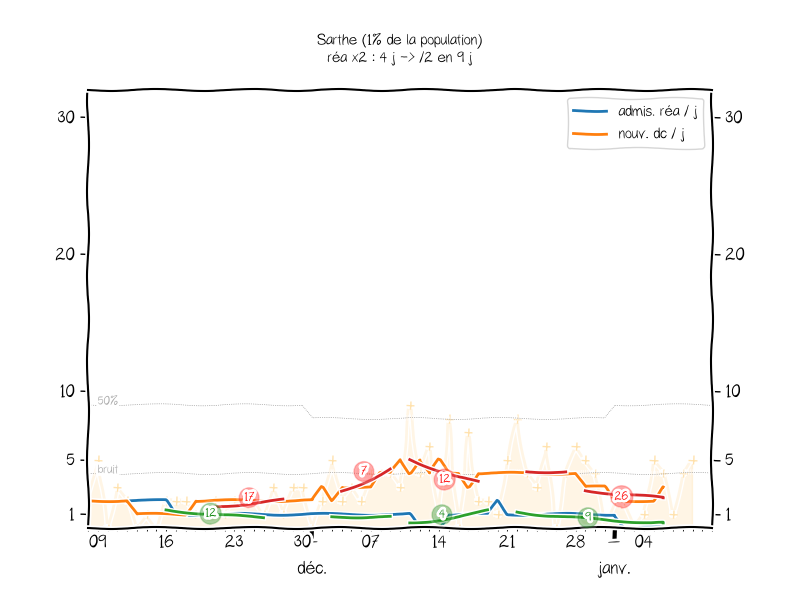 Sarthe (1% de la population)
réa x2 : 4 j -> /2 en 9 j
admis. réa / j
nouv. dc / j
30 30
20 20
10 10
50%
5 5
bruit
7
12
17
26
12
4
9
1 1
09 16 23 30 07 14 21 28 04
déc. janv.